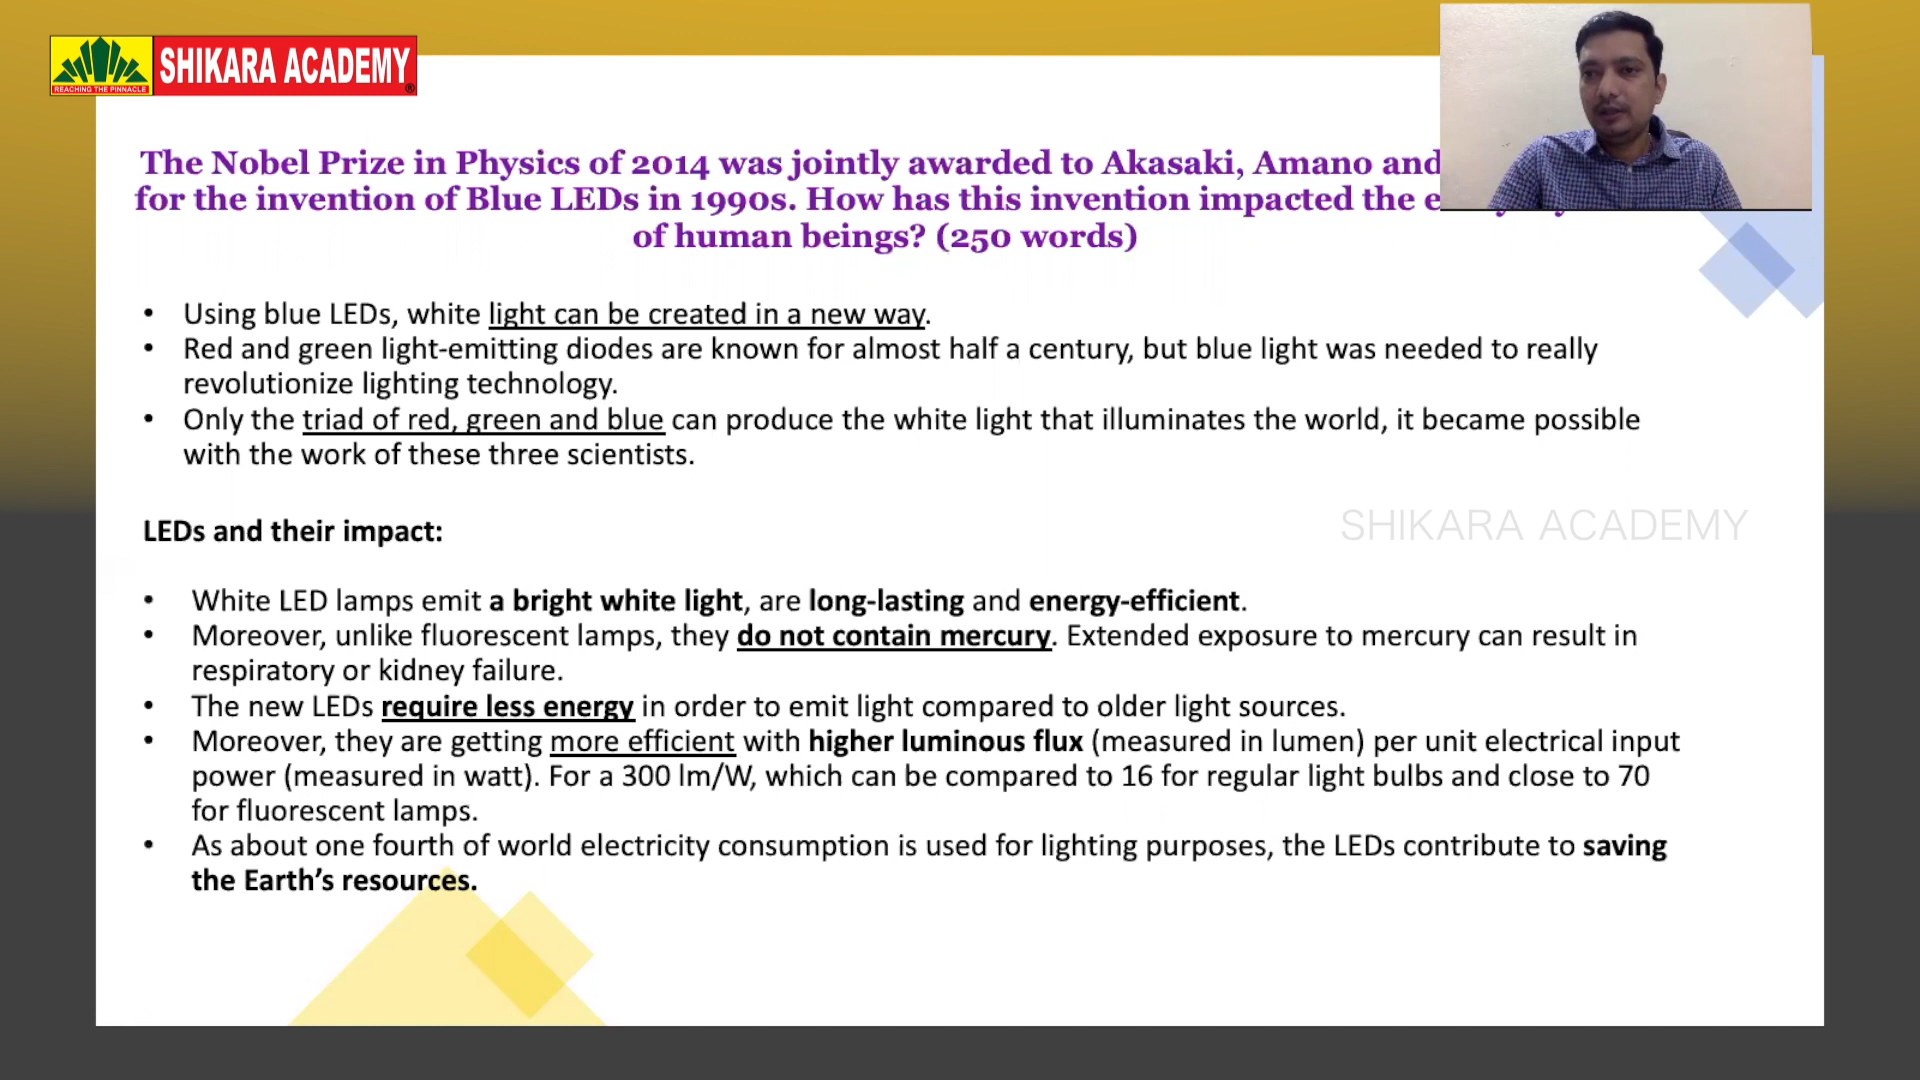 SHIKARA ACADEMY
REACHING THE PINNACLE
The Nobel Prize in Physics of 2014 was jointly awarded to Akasaki, Amano and
for the invention of Blue LEDs in 1990s. How has this invention impacted the
of human beings? (250 words)
• Using blue LEDs, white light can be created in a new way.
• Red and green light-emitting diodes are known for almost half a century, but blue light was needed to really
revolutionize lighting technology.
• Only the triad of red, green and blue can produce the white light that illuminates the world, it became possible
with the work of these three scientists.
LEDs and their impact:
SHIKARA ACADEMY
• White LED lamps emit a bright white light, are long-lasting and energy-efficient.
• Moreover, unlike fluorescent lamps, they do not contain mercury. Extended exposure to mercury can result in
respiratory or kidney failure.
• The new LEDs require less energy in order to emit light compared to older light sources.
• Moreover, they are getting more efficient with higher luminous flux (measured in lumen) per unit electrical input
power (measured in watt). For a 300 lm/W, which can be compared to 16 for regular light bulbs and close to 70
for fluorescent lamps.
• As about one fourth of world electricity consumption is used for lighting purposes, the LEDs contribute to saving
the Earth's resources.